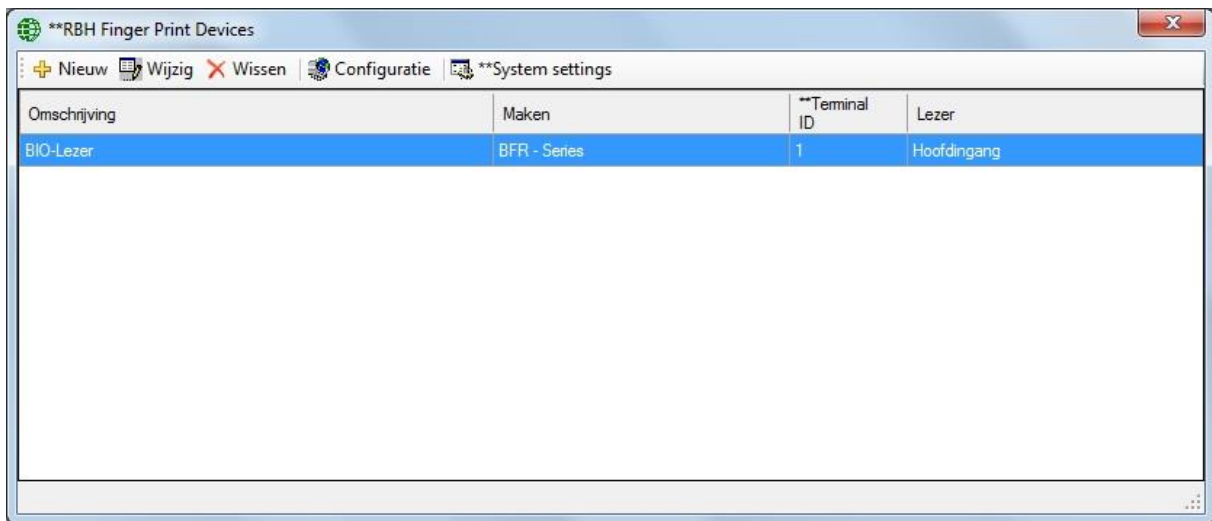 **RBH Finger Print Devices
Nieuw Wijzig Wissen Configuratie **System settings
Omschrijving Maken **Terminal ID Lezer
BIO-Lezer BFR - Series 1 Hoofdingang